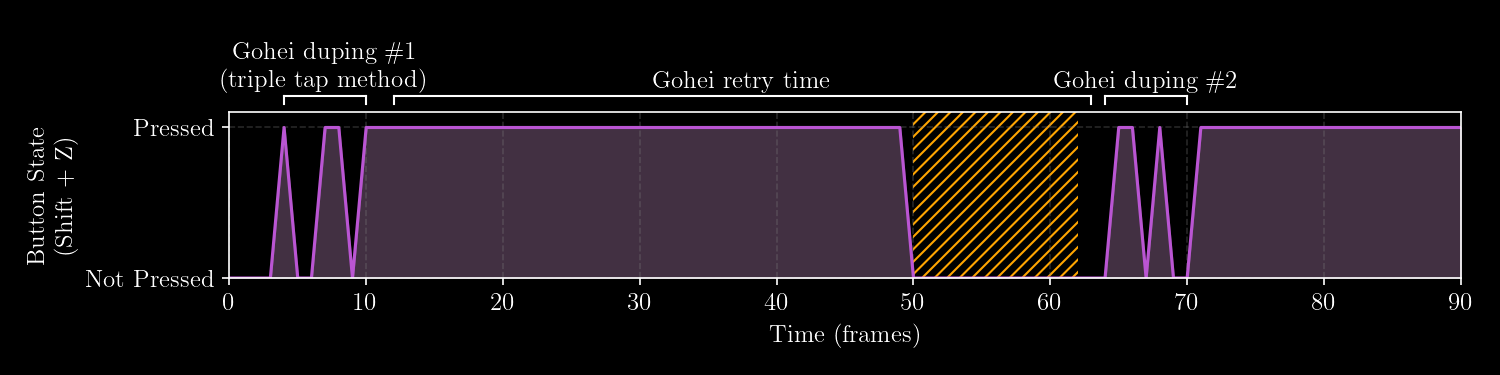 Gohei duping #1
(triple tap method)
Gohei retry time
Gohei duping #2
Button State
(Shift + Z)
Pressed
Not Pressed
0 10 20 30 40 50 60 70 80 90
Time (frames)